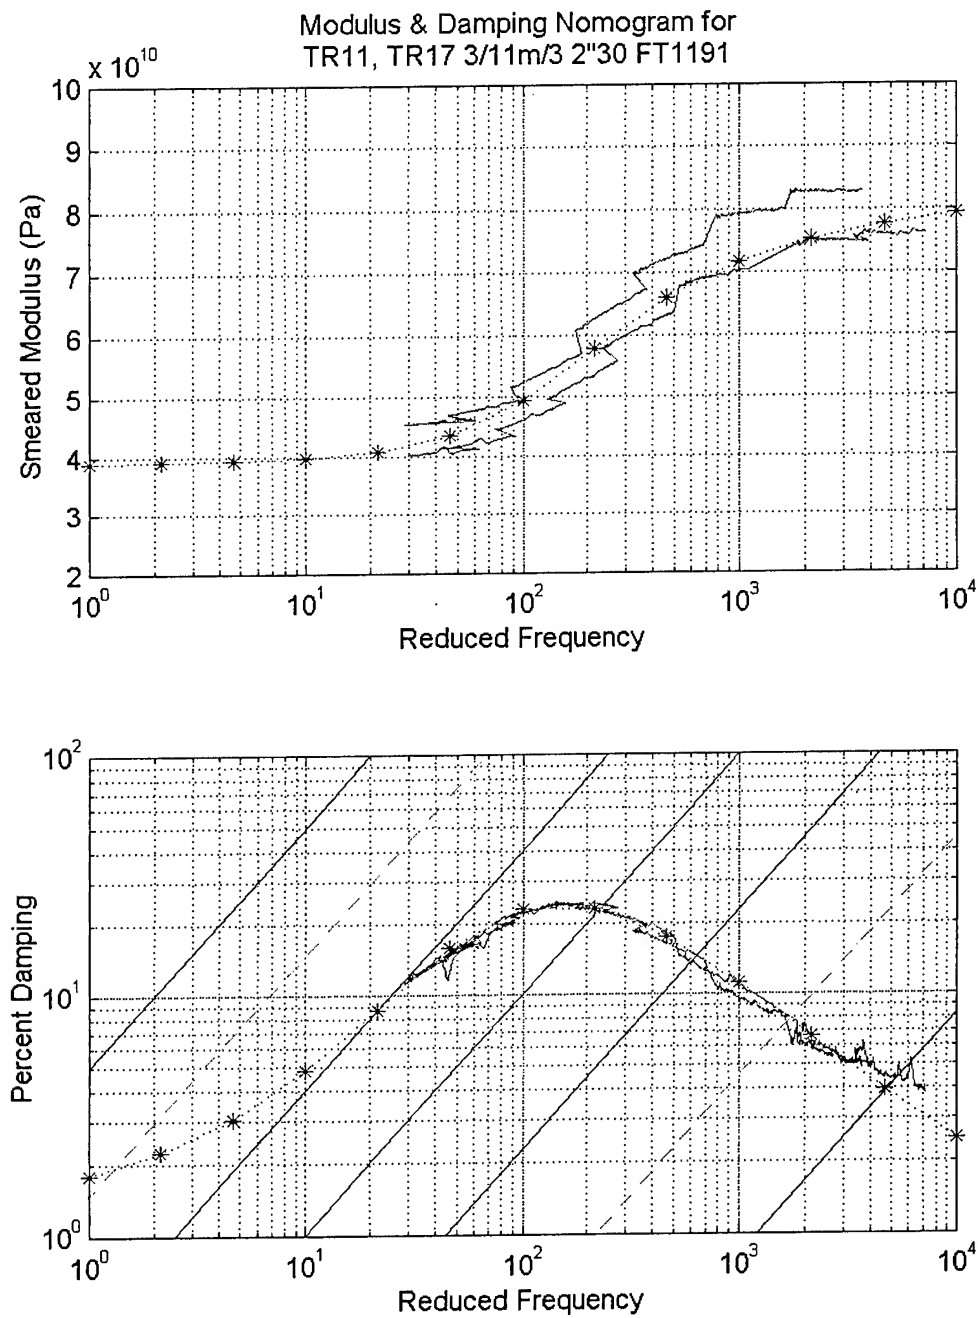 Modulus & Damping Nomogram for
TR11, TR17 3/11m/3 2"30 FT1191
x 10^10
10
9
8
7
6
5
4
3
2
Smeared Modulus (Pa)
10^0 10^1 10^2 10^3 10^4
Reduced Frequency
10^2
10^1
10^0
Percent Damping
10^0 10^1 10^2 10^3 10^4
Reduced Frequency